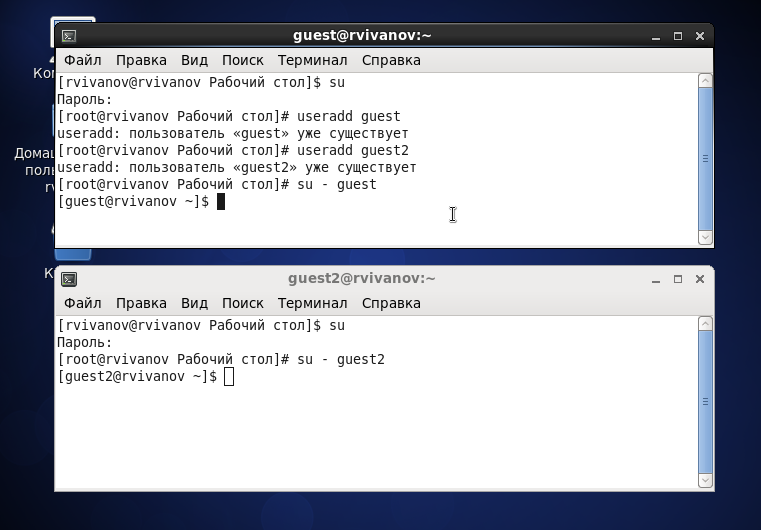 guest@rvivanov:~
Файл Правка Вид Поиск Терминал Справка
[rvivanov@rvivanov Рабочий стол]$ su
Пароль:
[root@rvivanov Рабочий стол]# useradd guest
useradd: пользователь «guest» уже существует
[root@rvivanov Рабочий стол]# useradd guest2
useradd: пользователь «guest2» уже существует
[root@rvivanov Рабочий стол]# su - guest
[guest@rvivanov ~]$
guest2@rvivanov:~
Файл Правка Вид Поиск Терминал Справка
[rvivanov@rvivanov Рабочий стол]$ su
Пароль:
[root@rvivanov Рабочий стол]# su - guest2
[guest2@rvivanov ~]$